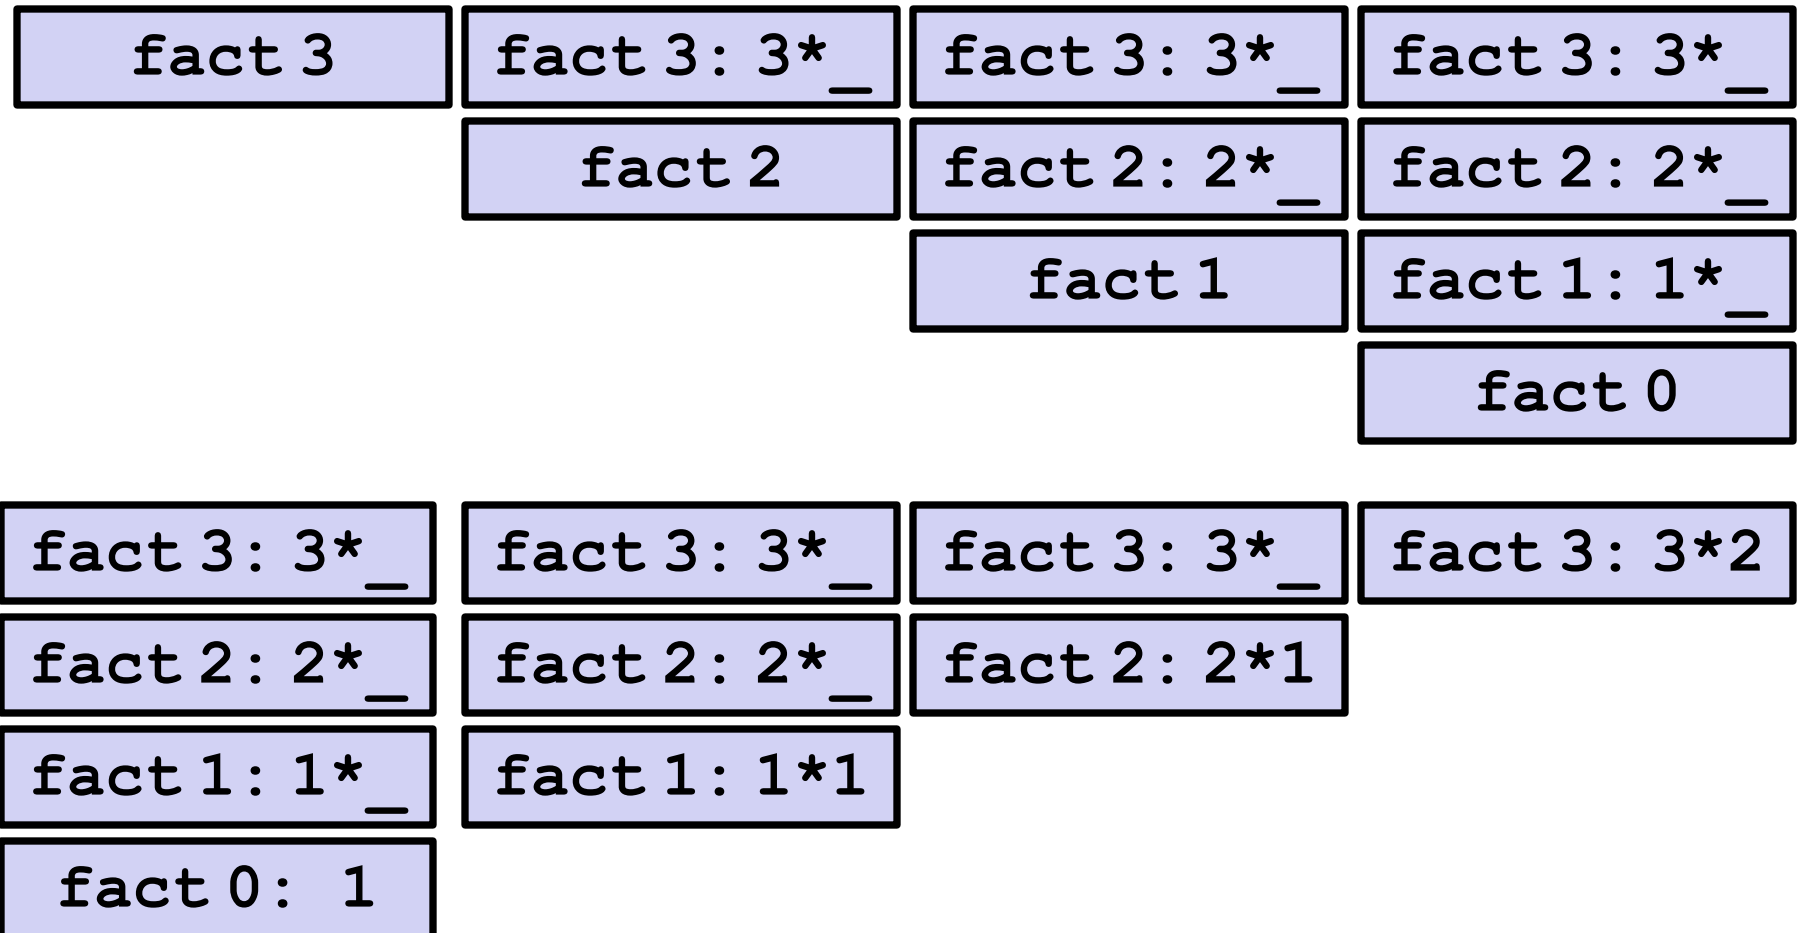 fact 3 fact 3: 3*_ fact 3: 3*_ fact 3: 3*_
fact 2 fact 2: 2*_ fact 2: 2*_
fact 1 fact 1: 1*_
fact 0
fact 3: 3*_ fact 3: 3*_ fact 3: 3*_ fact 3: 3*2
fact 2: 2*_ fact 2: 2*_ fact 2: 2*1
fact 1: 1*_ fact 1: 1*1
fact 0: 1